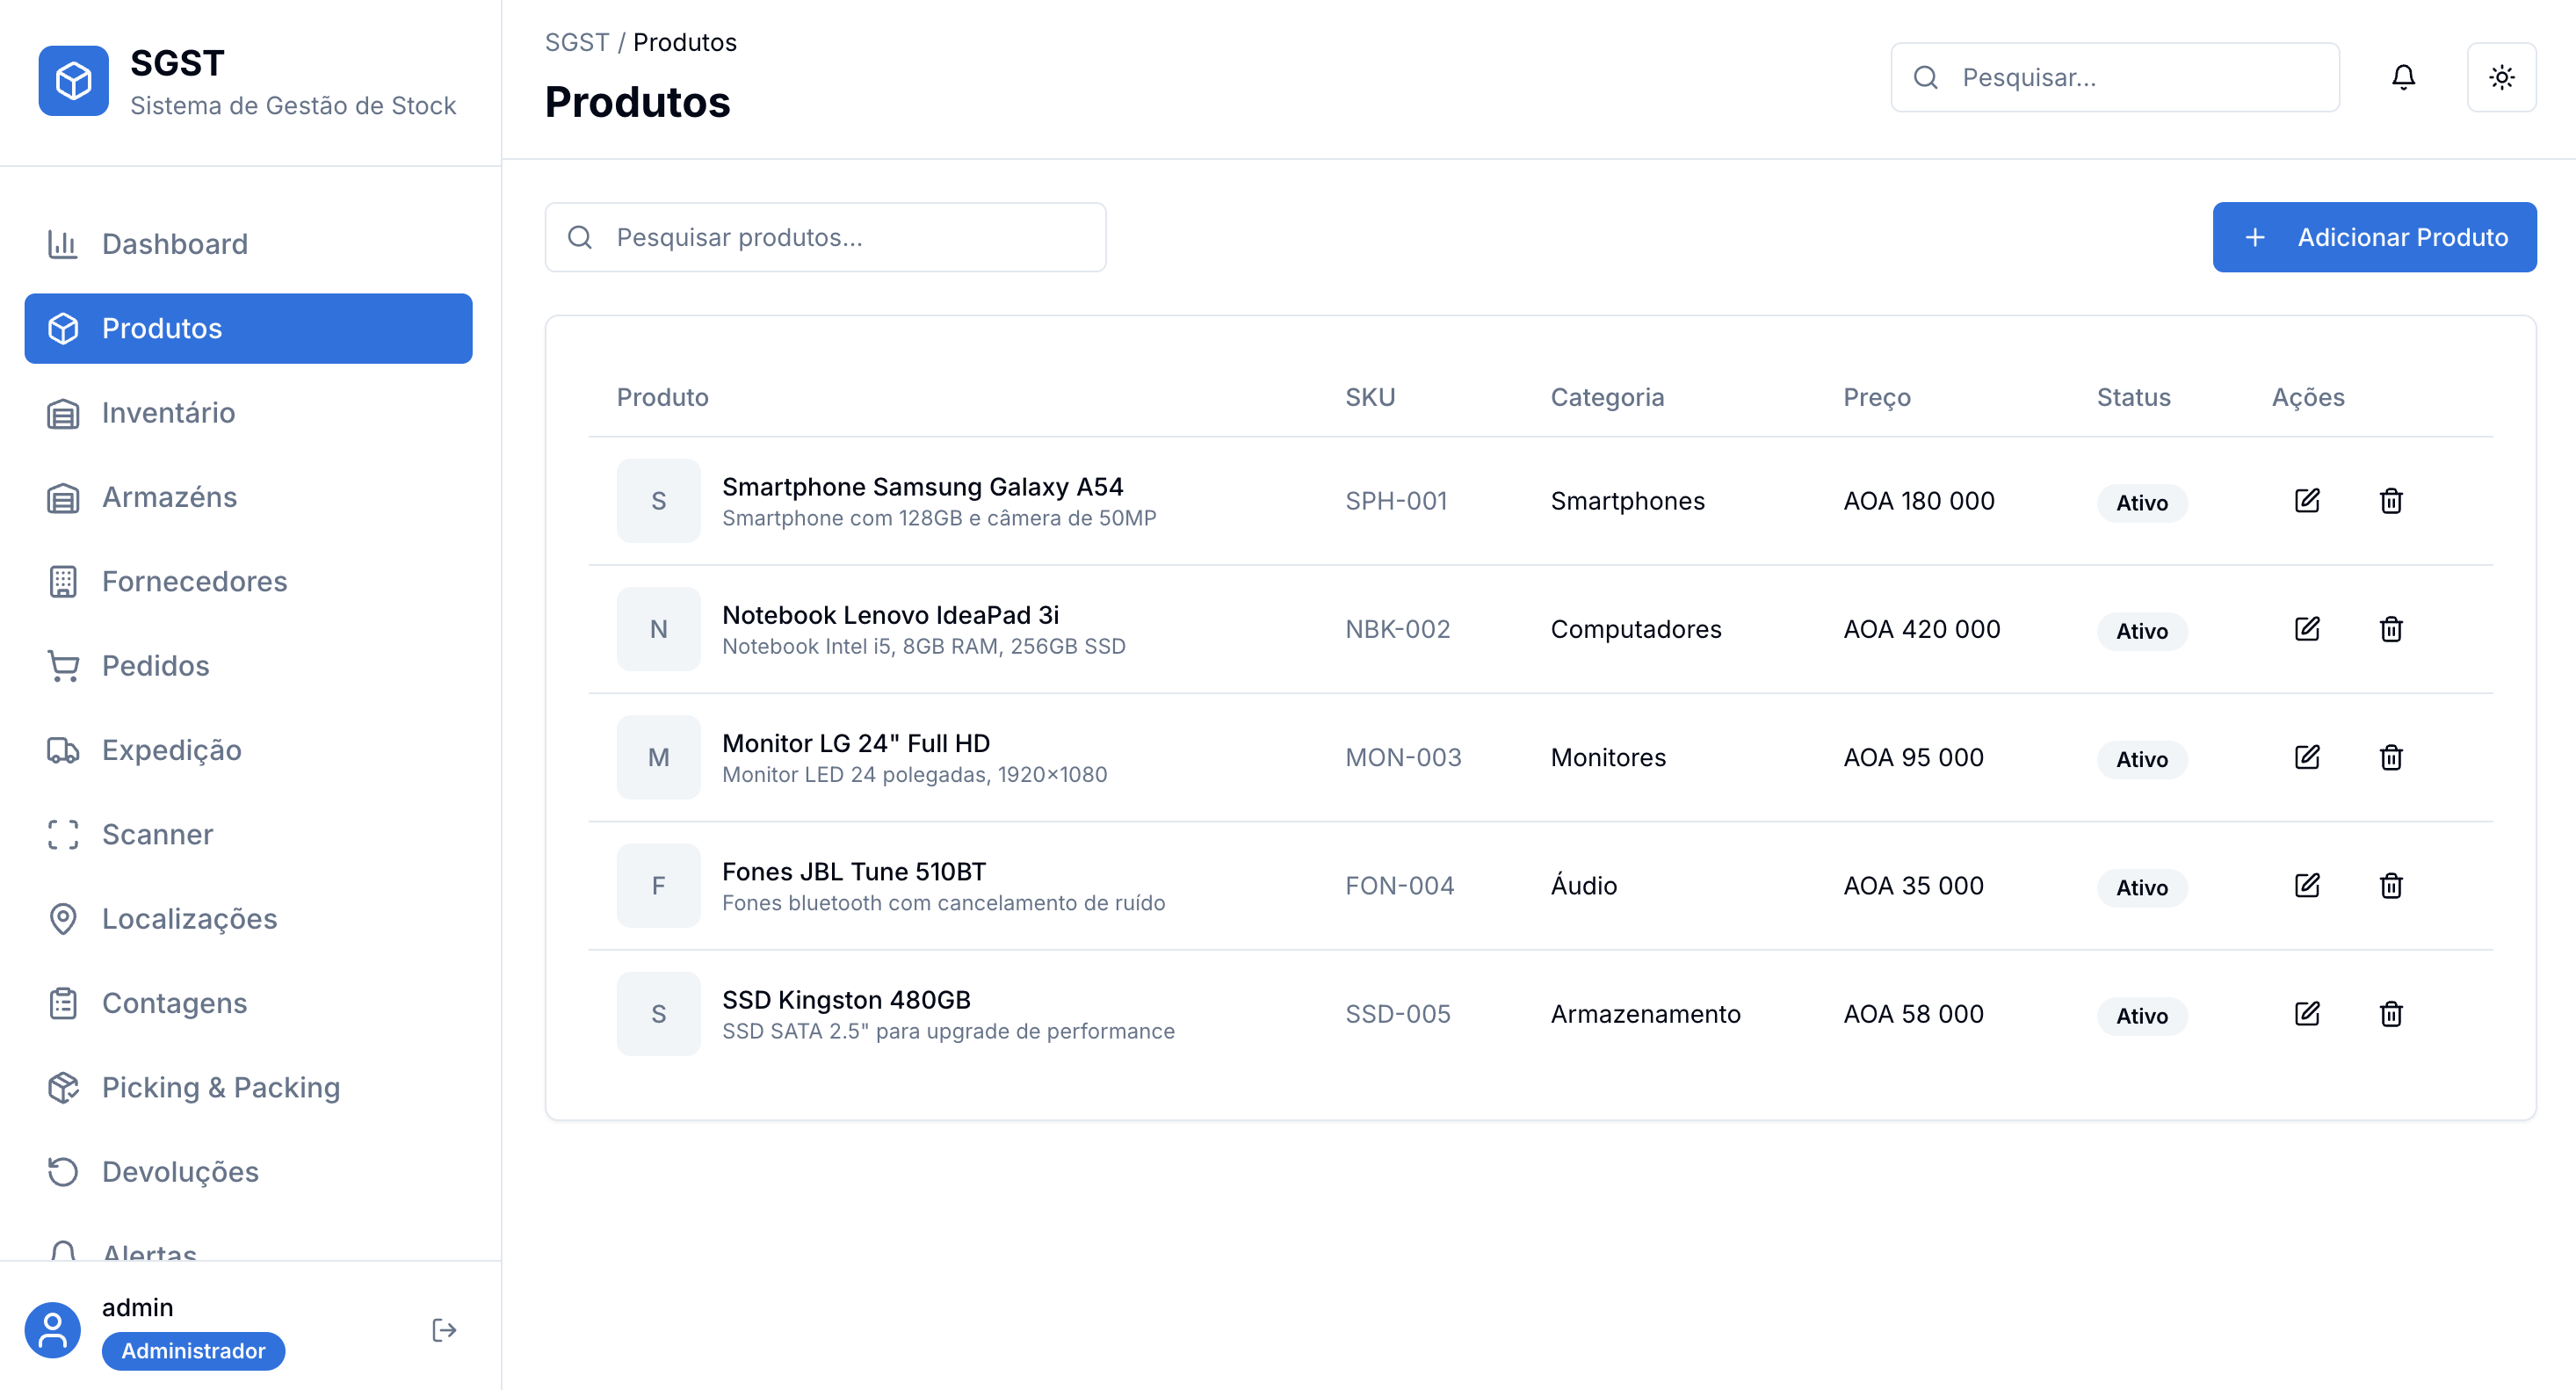 SGST
Sistema de Gestão de Stock
Dashboard
Produtos
Inventário
Armazéns
Fornecedores
Pedidos
Expedição
Scanner
Localizações
Contagens
Picking & Packing
Devoluções
Alertas
admin
Administrador
SGST / Produtos
Produtos
Pesquisar...
Pesquisar produtos...
Adicionar Produto
Produto SKU Categoria Preço Status Ações
S Smartphone Samsung Galaxy A54 SPH-001 Smartphones AOA 180 000 Ativo
Smartphone com 128GB e câmera de 50MP
N Notebook Lenovo IdeaPad 3i NBK-002 Computadores AOA 420 000 Ativo
Notebook Intel i5, 8GB RAM, 256GB SSD
M Monitor LG 24" Full HD MON-003 Monitores AOA 95 000 Ativo
Monitor LED 24 polegadas, 1920x1080
F Fones JBL Tune 510BT FON-004 Áudio AOA 35 000 Ativo
Fones bluetooth com cancelamento de ruído
S SSD Kingston 480GB SSD-005 Armazenamento AOA 58 000 Ativo
SSD SATA 2.5" para upgrade de performance